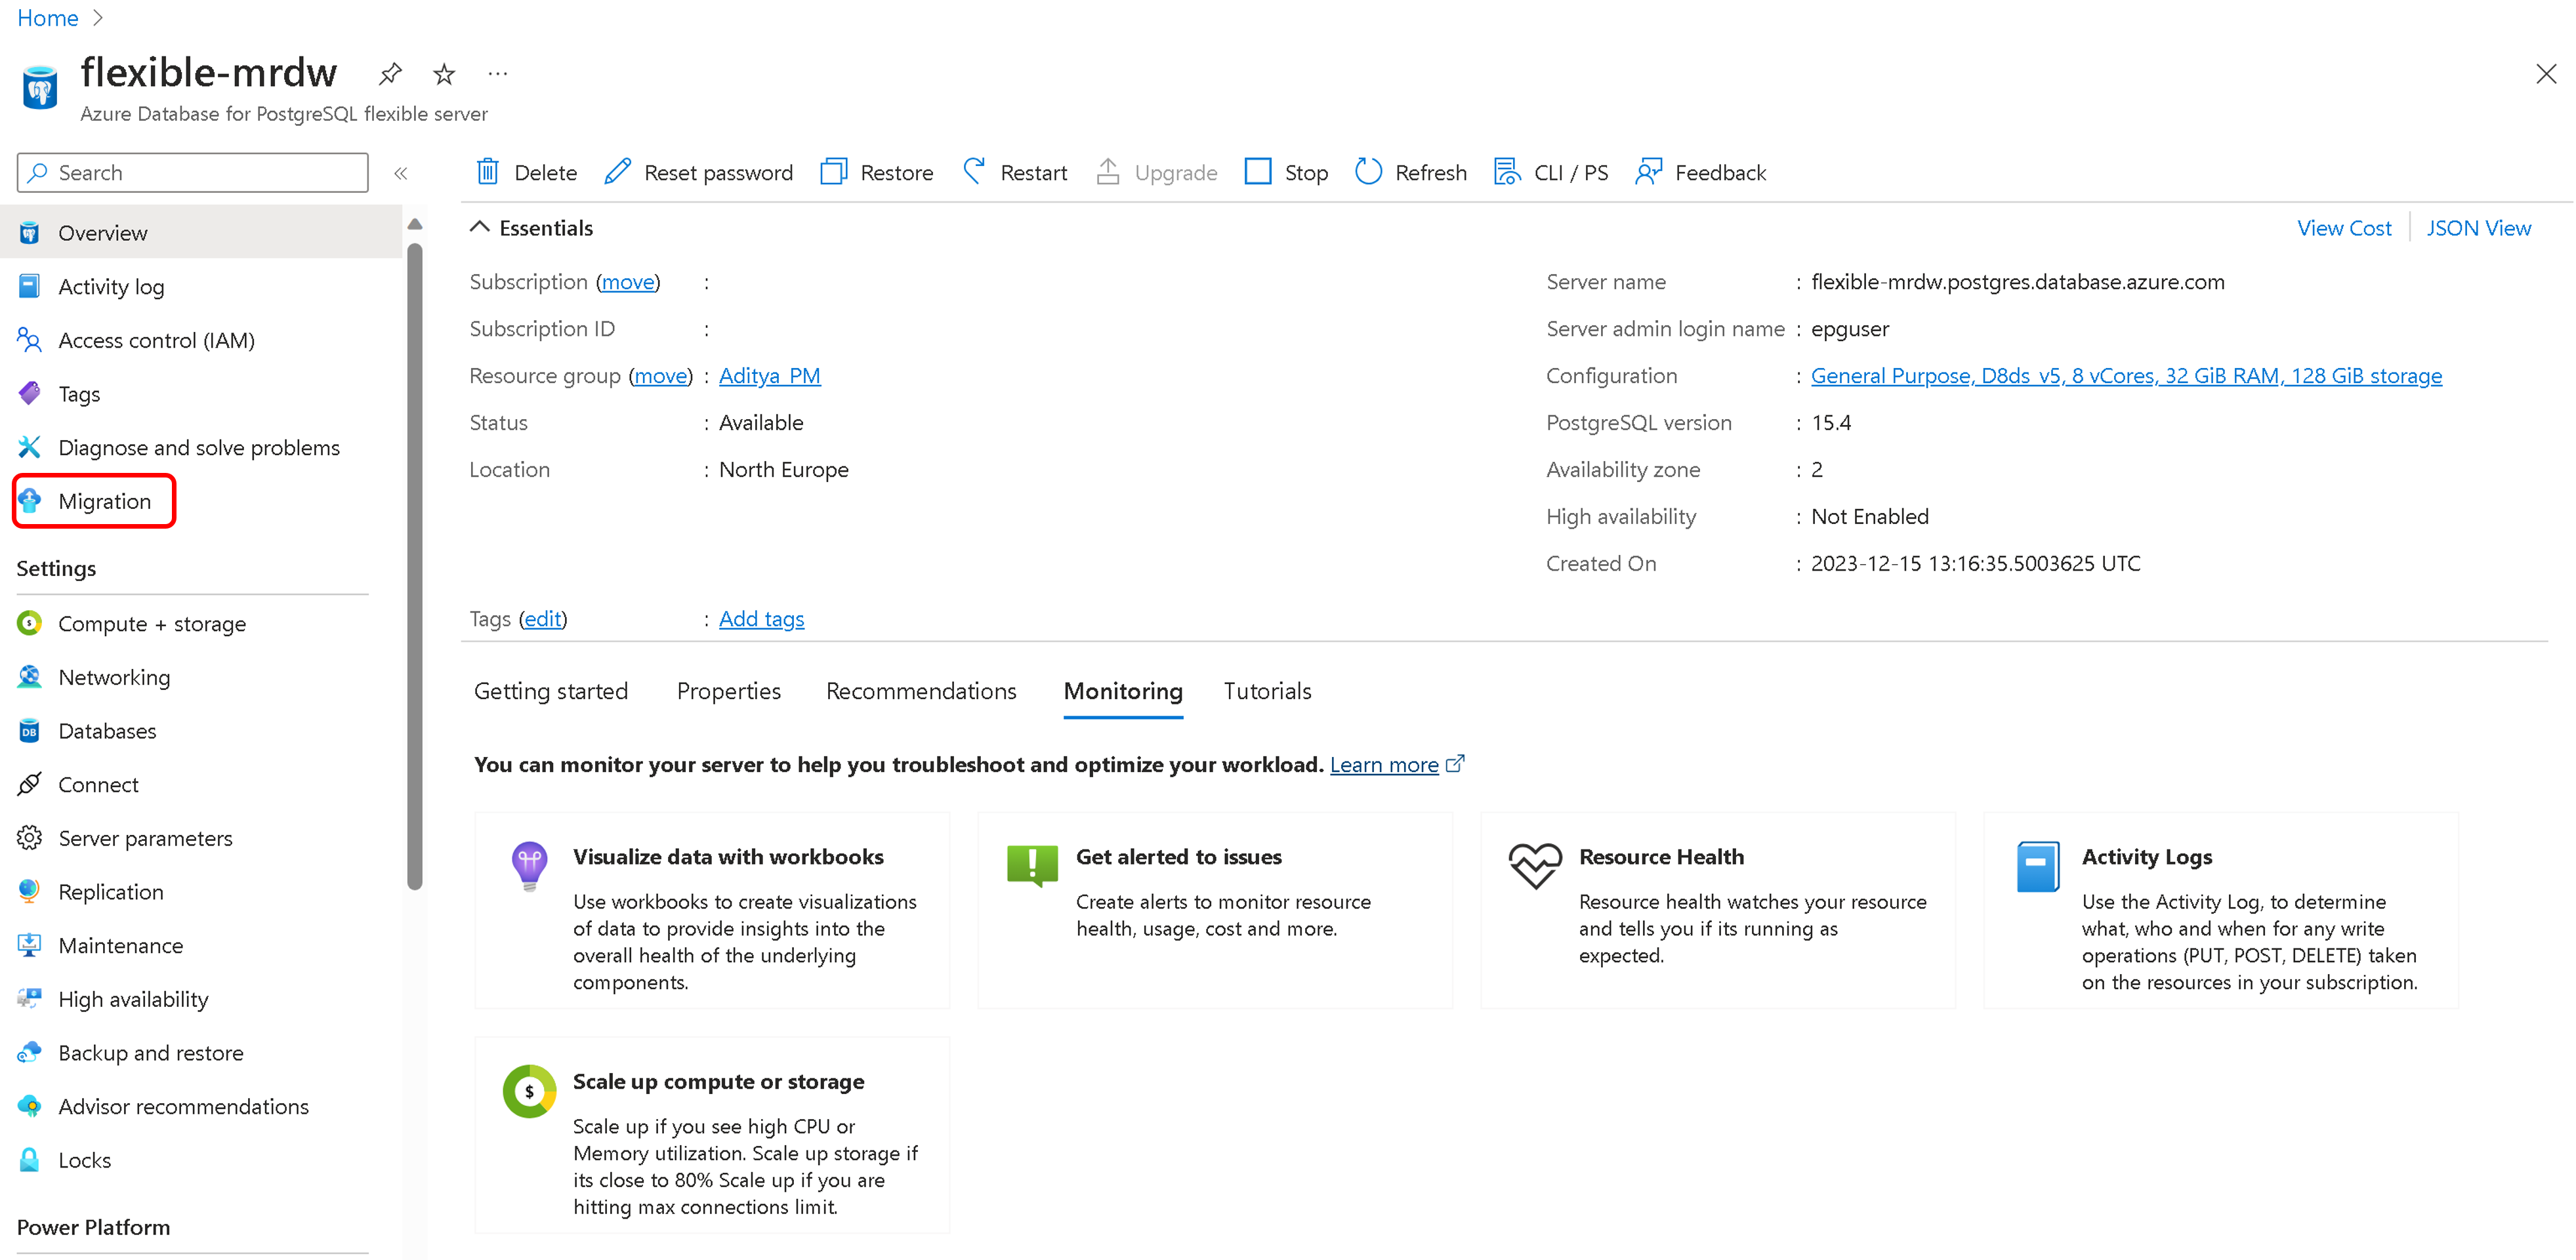 Home
flexible-mrdw
Azure Database for PostgreSQL flexible server
Search
Overview
Activity log
Access control (IAM)
Tags
Diagnose and solve problems
Migration
Settings
Compute + storage
Networking
Databases
Connect
Server parameters
Replication
Maintenance
High availability
Backup and restore
Advisor recommendations
Locks
Power Platform
Delete Reset password Restore Restart Upgrade Stop Refresh CLI / PS Feedback
Essentials
View Cost JSON View
Subscription (move) :
Subscription ID :
Resource group (move) : Aditya_PM
Status : Available
Location : North Europe
Server name : flexible-mrdw.postgres.database.azure.com
Server admin login name : epguser
Configuration : General Purpose, D8ds_v5, 8 vCores, 32 GiB RAM, 128 GiB storage
PostgreSQL version : 15.4
Availability zone : 2
High availability : Not Enabled
Created On : 2023-12-15 13:16:35.5003625 UTC
Tags (edit) : Add tags
Getting started Properties Recommendations Monitoring Tutorials
You can monitor your server to help you troubleshoot and optimize your workload. Learn more
Visualize data with workbooks
Use workbooks to create visualizations
of data to provide insights into the
overall health of the underlying
components.
Get alerted to issues
Create alerts to monitor resource
health, usage, cost and more.
Resource Health
Resource health watches your resource
and tells you if its running as
expected.
Activity Logs
Use the Activity Log, to determine
what, who and when for any write
operations (PUT, POST, DELETE) taken
on the resources in your subscription.
Scale up compute or storage
Scale up if you see high CPU or
Memory utilization. Scale up storage if
its close to 80% Scale up if you are
hitting max connections limit.